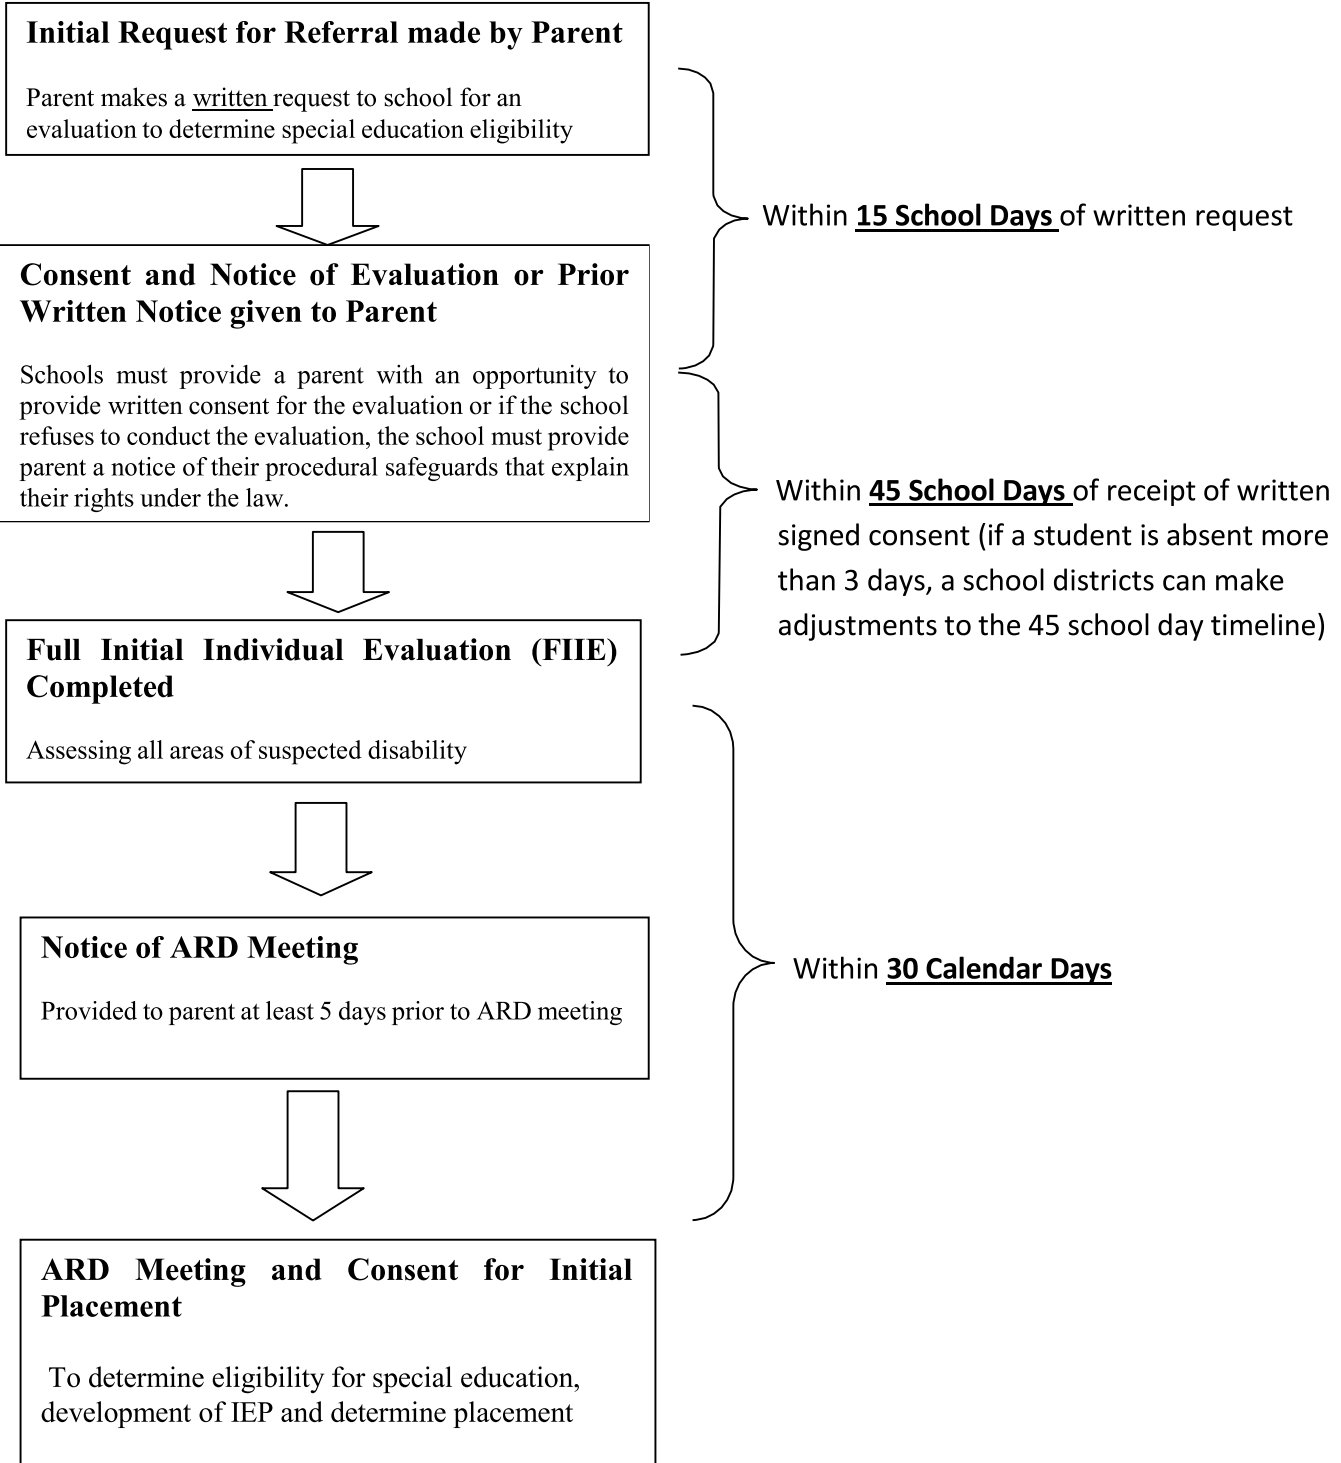 Initial Request for Referral made by Parent
Parent makes a written request to school for an
evaluation to determine special education eligibility
Within 15 School Days of written request
Consent and Notice of Evaluation or Prior
Written Notice given to Parent
Schools must provide a parent with an opportunity to
provide written consent for the evaluation or if the school
refuses to conduct the evaluation, the school must provide
parent a notice of their procedural safeguards that explain
their rights under the law.
Within 45 School Days of receipt of written
signed consent (if a student is absent more
than 3 days, a school districts can make
adjustments to the 45 school day timeline)
Full Initial Individual Evaluation (FIIE)
Completed
Assessing all areas of suspected disability
Notice of ARD Meeting
Provided to parent at least 5 days prior to ARD meeting
Within 30 Calendar Days
ARD Meeting and Consent for Initial
Placement
To determine eligibility for special education,
development of IEP and determine placement